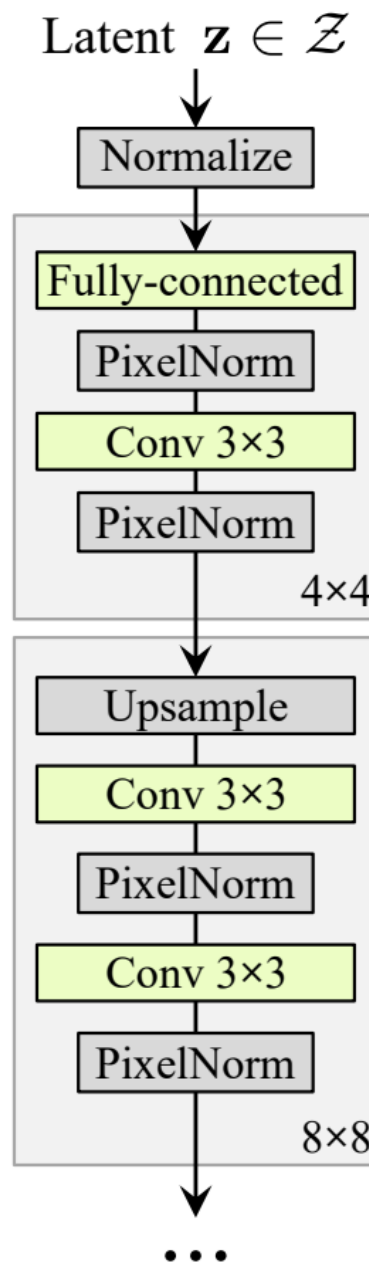 Latent z ∈ 𝒵
Normalize
Fully-connected
PixelNorm
Conv 3×3
PixelNorm
4×4
Upsample
Conv 3×3
PixelNorm
Conv 3×3
PixelNorm
8×8
...